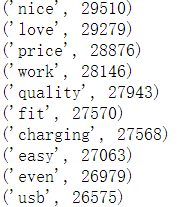 ('nice', 29510)
('love', 29279)
('price', 28876)
('work', 28146)
('quality', 27943)
('fit', 27570)
('charging', 27568)
('easy', 27063)
('even', 26979)
('usb', 26575)